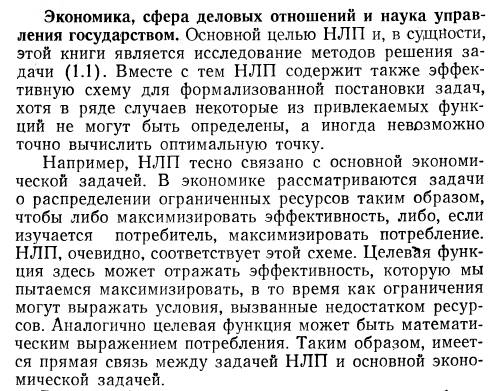 Экономика, сфера деловых отношений и наука управ-
ления государством. Основной целью НЛП и, в сущности,
этой книги является исследование методов решения за-
дачи (1.1). Вместе с тем НЛП содержит также эффек-
тивную схему для формализованной постановки задач,
хотя в ряде случаев некоторые из привлекаемых функ-
ций не могут быть определены, а иногда невозможно
точно вычислить оптимальную точку.
Например, НЛП тесно связано с основной экономи-
ческой задачей. В экономике рассматриваются задачи
о распределении ограниченных ресурсов таким образом,
чтобы либо максимизировать эффективность, либо, если
изучается потребитель, максимизировать потребление.
НЛП, очевидно, соответствует этой схеме. Целевая функ-
ция здесь может отражать эффективность, которую мы
пытаемся максимизировать, в то время как ограничения
могут выражать условия, вызванные недостатком ресур-
сов. Аналогично целевая функция может быть математи-
ческим выражением потребления. Таким образом, имеет-
ся прямая связь между задачей НЛП и основной эконо-
мической задачей.